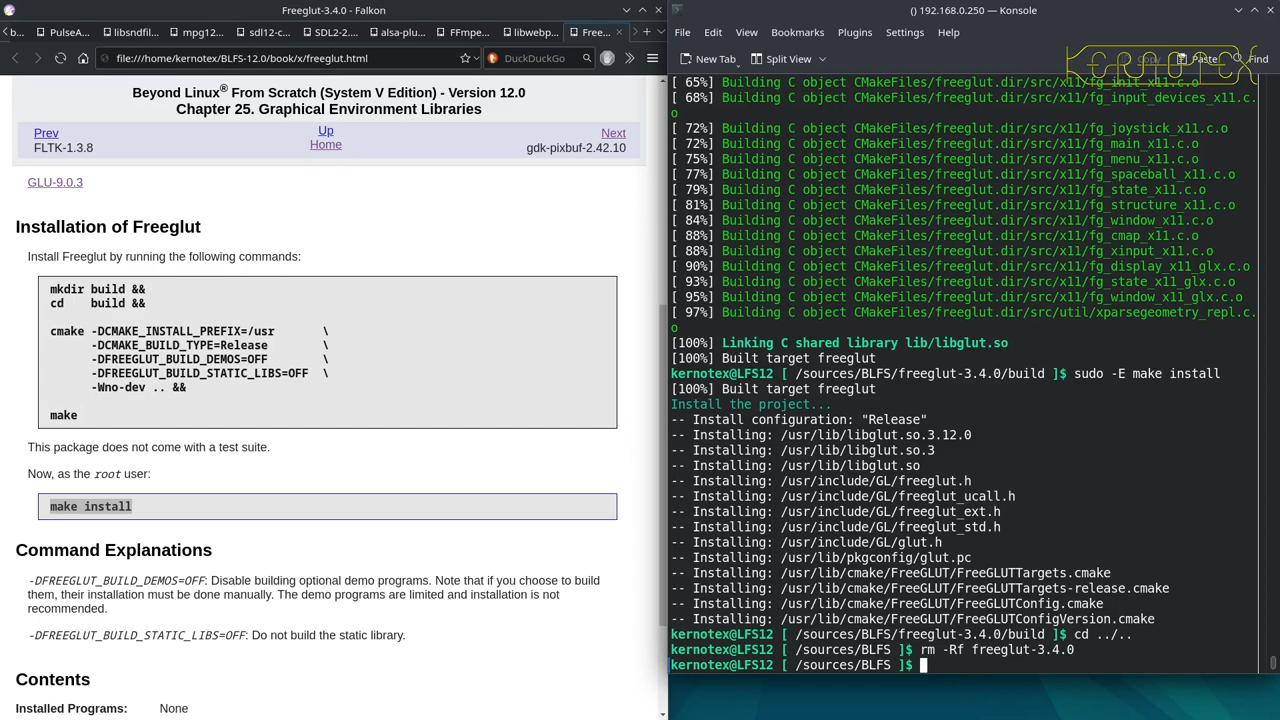 Freeglut-3.4.0 - Falkon
b...
PulseA...
libsndfil...
mpg12...
sdl12-c...
SDL2-2....
alsa-plu...
FFmpe...
libwebp...
Free...
file:///home/kernotex/BLFS-12.0/book/x/freeglut.html
DuckDuckGo
Beyond Linux® From Scratch (System V Edition) - Version 12.0
Chapter 25. Graphical Environment Libraries
Prev
Up
Next
FLTK-1.3.8
Home
gdk-pixbuf-2.42.10
GLU-9.0.3
Installation of Freeglut
Install Freeglut by running the following commands:
mkdir build &&
cd    build &&
cmake -DCMAKE_INSTALL_PREFIX=/usr       \
-DCMAKE_BUILD_TYPE=Release        \
-DFREEGLUT_BUILD_DEMOS=OFF        \
-DFREEGLUT_BUILD_STATIC_LIBS=OFF  \
-Wno-dev .. &&
make
This package does not come with a test suite.
Now, as the root user:
make install
Command Explanations
-DFREEGLUT_BUILD_DEMOS=OFF: Disable building optional demo programs. Note that if you choose to build
them, their installation must be done manually. The demo programs are limited and installation is not
recommended.
-DFREEGLUT_BUILD_STATIC_LIBS=OFF: Do not build the static library.
Contents
Installed Programs: None
() 192.168.0.250 — Konsole
File Edit View Bookmarks Plugins Settings Help
New Tab Split View Copy Paste Find
KERNOTEX
[ 65%] Building C object CMakeFiles/freeglut.dir/src/x11/fg_init_x11.c.o
[ 68%] Building C object CMakeFiles/freeglut.dir/src/x11/fg_input_devices_x11.c.
o
[ 72%] Building C object CMakeFiles/freeglut.dir/src/x11/fg_joystick_x11.c.o
[ 72%] Building C object CMakeFiles/freeglut.dir/src/x11/fg_main_x11.c.o
[ 75%] Building C object CMakeFiles/freeglut.dir/src/x11/fg_menu_x11.c.o
[ 77%] Building C object CMakeFiles/freeglut.dir/src/x11/fg_spaceball_x11.c.o
[ 79%] Building C object CMakeFiles/freeglut.dir/src/x11/fg_state_x11.c.o
[ 81%] Building C object CMakeFiles/freeglut.dir/src/x11/fg_structure_x11.c.o
[ 84%] Building C object CMakeFiles/freeglut.dir/src/x11/fg_window_x11.c.o
[ 88%] Building C object CMakeFiles/freeglut.dir/src/x11/fg_cmap_x11.c.o
[ 88%] Building C object CMakeFiles/freeglut.dir/src/x11/fg_xinput_x11.c.o
[ 90%] Building C object CMakeFiles/freeglut.dir/src/x11/fg_display_x11_glx.c.o
[ 93%] Building C object CMakeFiles/freeglut.dir/src/x11/fg_state_x11_glx.c.o
[ 95%] Building C object CMakeFiles/freeglut.dir/src/x11/fg_window_x11_glx.c.o
[ 97%] Building C object CMakeFiles/freeglut.dir/src/util/xparsegeometry_repl.c.
o
[100%] Linking C shared library lib/libglut.so
[100%] Built target freeglut
kernotex@LFS12 [ /sources/BLFS/freeglut-3.4.0/build ]$ sudo -E make install
[100%] Built target freeglut
Install the project...
-- Install configuration: "Release"
-- Installing: /usr/lib/libglut.so.3.12.0
-- Installing: /usr/lib/libglut.so.3
-- Installing: /usr/lib/libglut.so
-- Installing: /usr/include/GL/freeglut.h
-- Installing: /usr/include/GL/freeglut_ucall.h
-- Installing: /usr/include/GL/freeglut_ext.h
-- Installing: /usr/include/GL/freeglut_std.h
-- Installing: /usr/include/GL/glut.h
-- Installing: /usr/lib/pkgconfig/glut.pc
-- Installing: /usr/lib/cmake/FreeGLUT/FreeGLUTTargets.cmake
-- Installing: /usr/lib/cmake/FreeGLUT/FreeGLUTTargets-release.cmake
-- Installing: /usr/lib/cmake/FreeGLUT/FreeGLUTConfig.cmake
-- Installing: /usr/lib/cmake/FreeGLUT/FreeGLUTConfigVersion.cmake
kernotex@LFS12 [ /sources/BLFS/freeglut-3.4.0/build ]$ cd ../..
kernotex@LFS12 [ /sources/BLFS ]$ rm -Rf freeglut-3.4.0
kernotex@LFS12 [ /sources/BLFS ]$